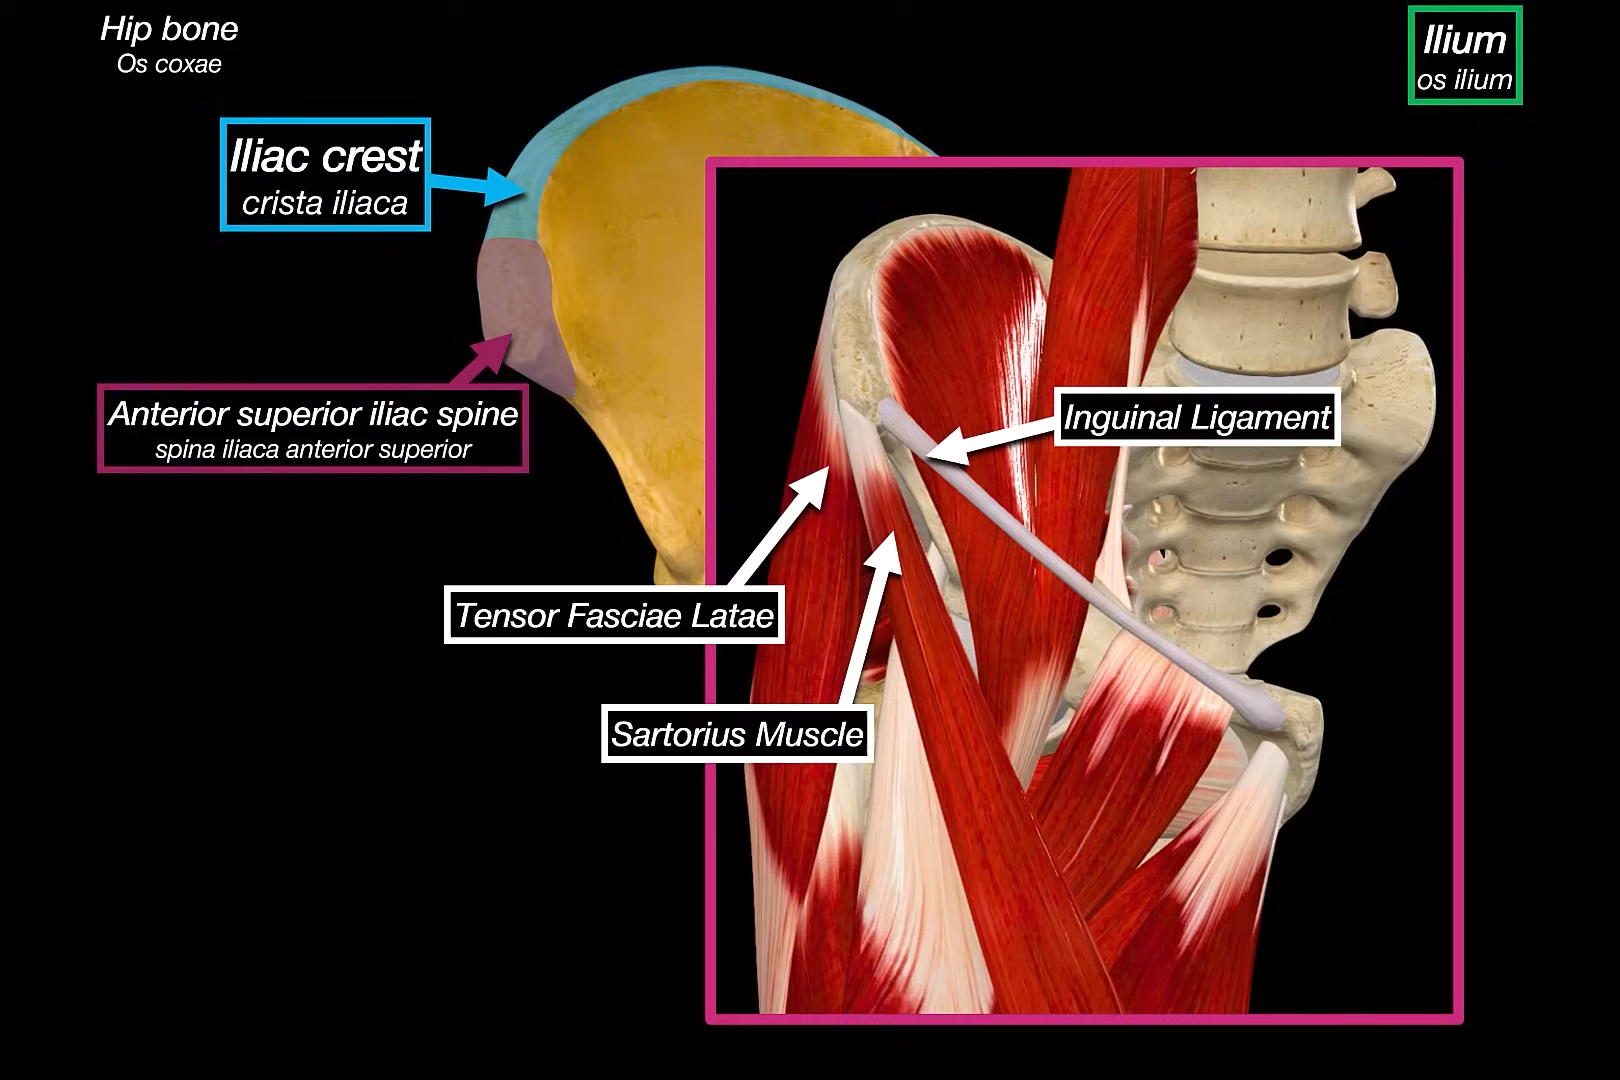 Hip bone
Os coxae
Ilium
os ilium
Iliac crest
crista iliaca
Anterior superior iliac spine
spina iliaca anterior superior
Inguinal Ligament
Tensor Fasciae Latae
Sartorius Muscle